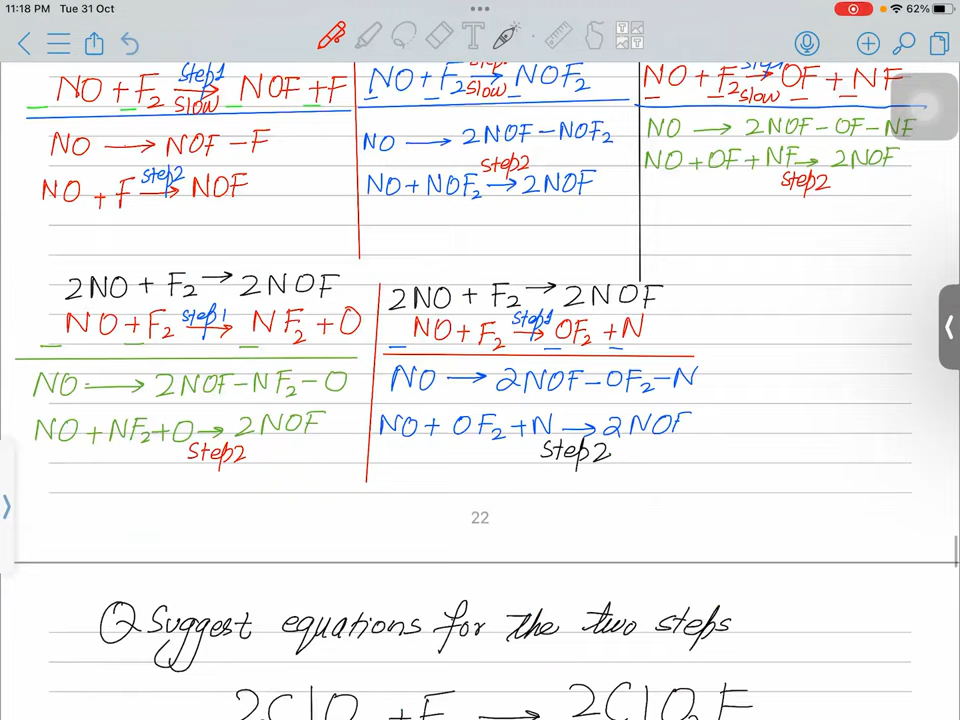 11:18 PM Tue 31 Oct
62%
NO + F2 Step1 Slow → NOF + F
NO → NOF - F
NO + F step2 → NOF
NO + F2 Slow → NOF2
NO → 2NOF - NOF2
step2
NO + NOF2 → 2NOF
NO + F2 slow → OF + NF
NO → 2NOF - OF - NF
NO + OF + NF → 2NOF
step2
2NO + F2 → 2NOF
NO + F2 step1 → NF2 + O
NO → 2NOF - NF2 - O
NO + NF2 + O → 2NOF
step2
2NO + F2 → 2NOF
NO + F2 step1 → OF2 + N
NO → 2NOF - OF2 - N
NO + OF2 + N → 2NOF
step2
22
Q Suggest equations for the two steps